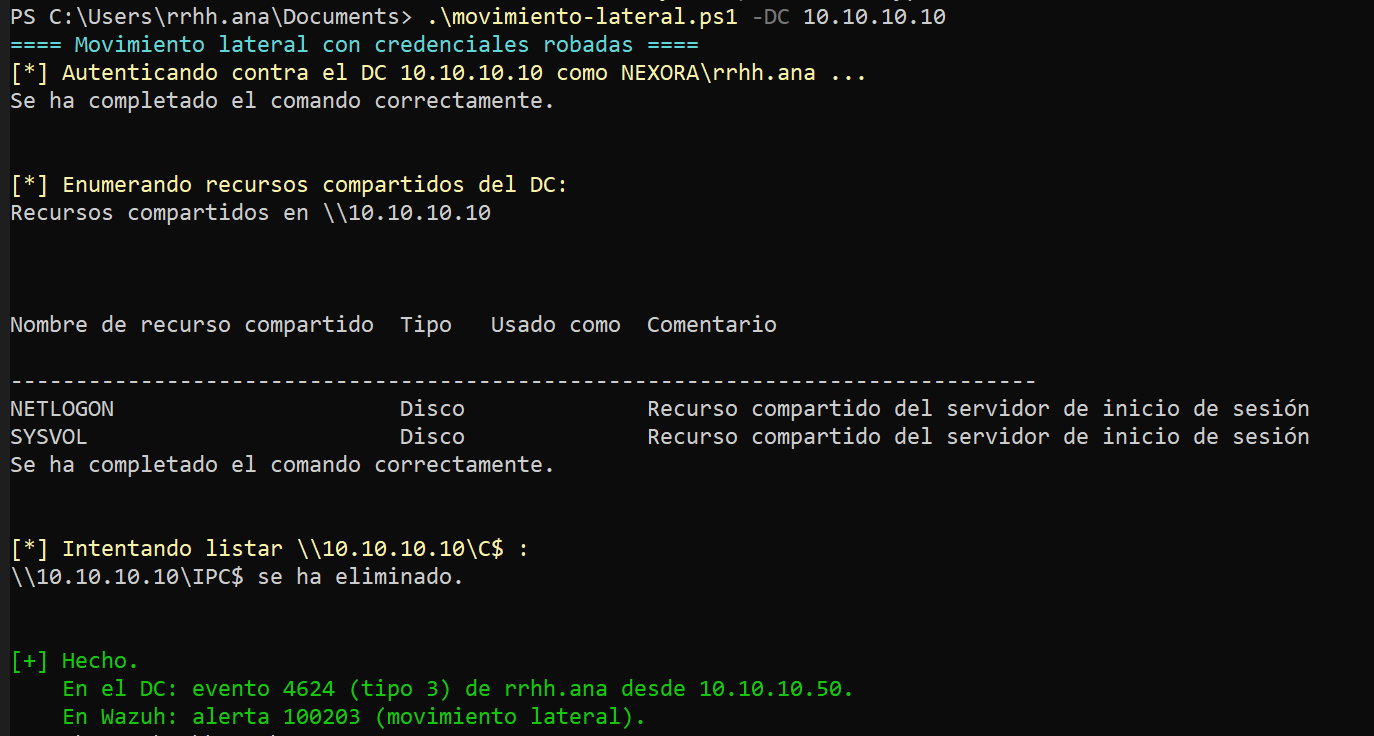 PS C:\Users\rrhh.ana\Documents> .\movimiento-lateral.ps1 -DC 10.10.10.10
==== Movimiento lateral con credenciales robadas ====
[*] Autenticando contra el DC 10.10.10.10 como NEXORA\rrhh.ana ...
Se ha completado el comando correctamente.
[*] Enumerando recursos compartidos del DC:
Recursos compartidos en \\10.10.10.10
Nombre de recurso compartido  Tipo   Usado como  Comentario
-------------------------------------------------------------------------------
NETLOGON                      Disco              Recurso compartido del servidor de inicio de sesión
SYSVOL                        Disco              Recurso compartido del servidor de inicio de sesión
Se ha completado el comando correctamente.
[*] Intentando listar \\10.10.10.10\C$ :
\\10.10.10.10\IPC$ se ha eliminado.
[+] Hecho.
    En el DC: evento 4624 (tipo 3) de rrhh.ana desde 10.10.10.50.
    En Wazuh: alerta 100203 (movimiento lateral).